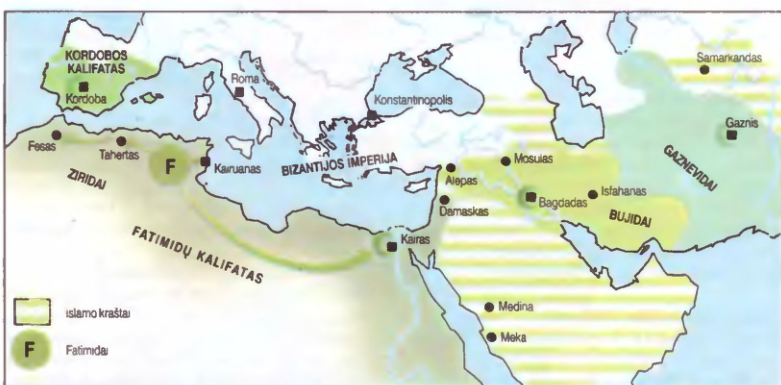 KORDOBOS
KALIFATAS
Kordoba
Roma
Konstantinopolis
Samarkandas
Gaznis
GAZNEVIDAI
Fesas
Tahertas
F
Kairuanas
BIZANTIJOS IMPERIJA
Alepas
Mosulas
Isfahanas
Damaskas
Bagdadas
BUJIDAI
ZIRIDAI
FATIMIDŲ KALIFATAS
Kairas
Medina
Meka
islamo kraštai
F
Fatimidai